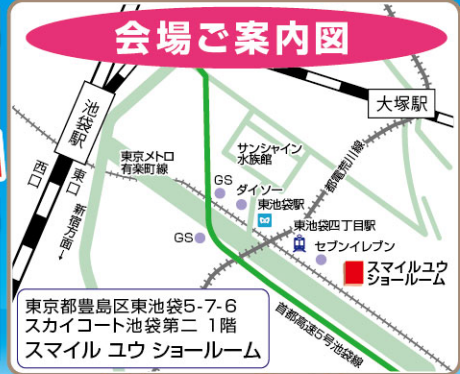 会場ご案内図
池袋駅
大塚駅
西口
東口
新宿方面→
東京メトロ
有楽町線
サンシャイン
水族館
都電荒川線
GS
ダイソー
東池袋駅
GS
東池袋四丁目駅
セブンイレブン
スマイルユウ
ショールーム
首都高速5号池袋線
東京都豊島区東池袋5-7-6
スカイコート池袋第二 1階
スマイル ユウ ショールーム